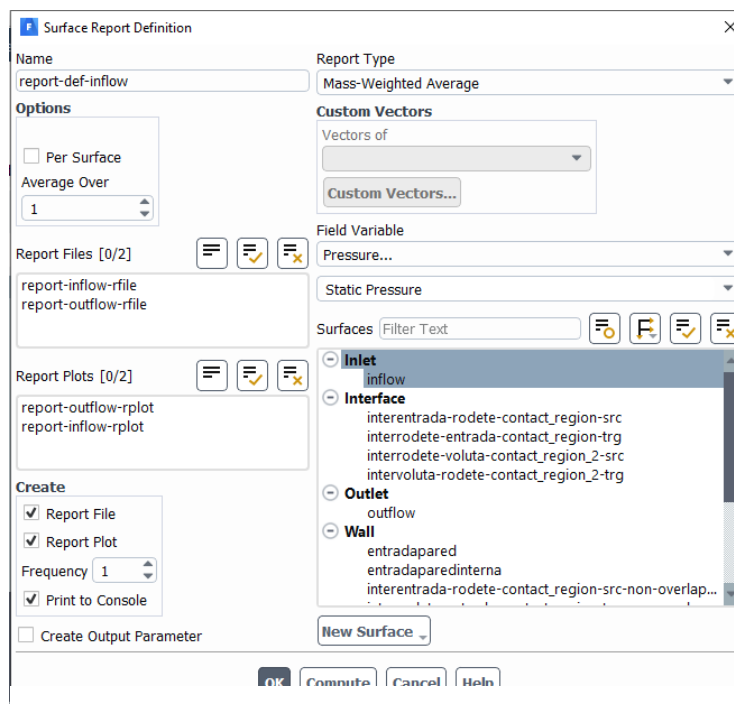 Surface Report Definition
Name
report-def-inflow
Options
Per Surface
Average Over
1
Report Files [0/2]
report-inflow-rfile
report-outflow-rfile
Report Plots [0/2]
report-outflow-rplot
report-inflow-rplot
Create
Report File
Report Plot
Frequency 1
Print to Console
Create Output Parameter
Report Type
Mass-Weighted Average
Custom Vectors
Vectors of
Custom Vectors...
Field Variable
Pressure...
Static Pressure
Surfaces Filter Text
Inlet
inflow
Interface
interentrada-rodete-contact_region-src
interrodete-entrada-contact_region-trg
interrodete-voluta-contact_region_2-src
intervoluta-rodete-contact_region_2-trg
Outlet
outflow
Wall
entradapared
entradaparedinterna
interentrada-rodete-contact_region-src-non-overlap...
New Surface
OK Compute Cancel Help